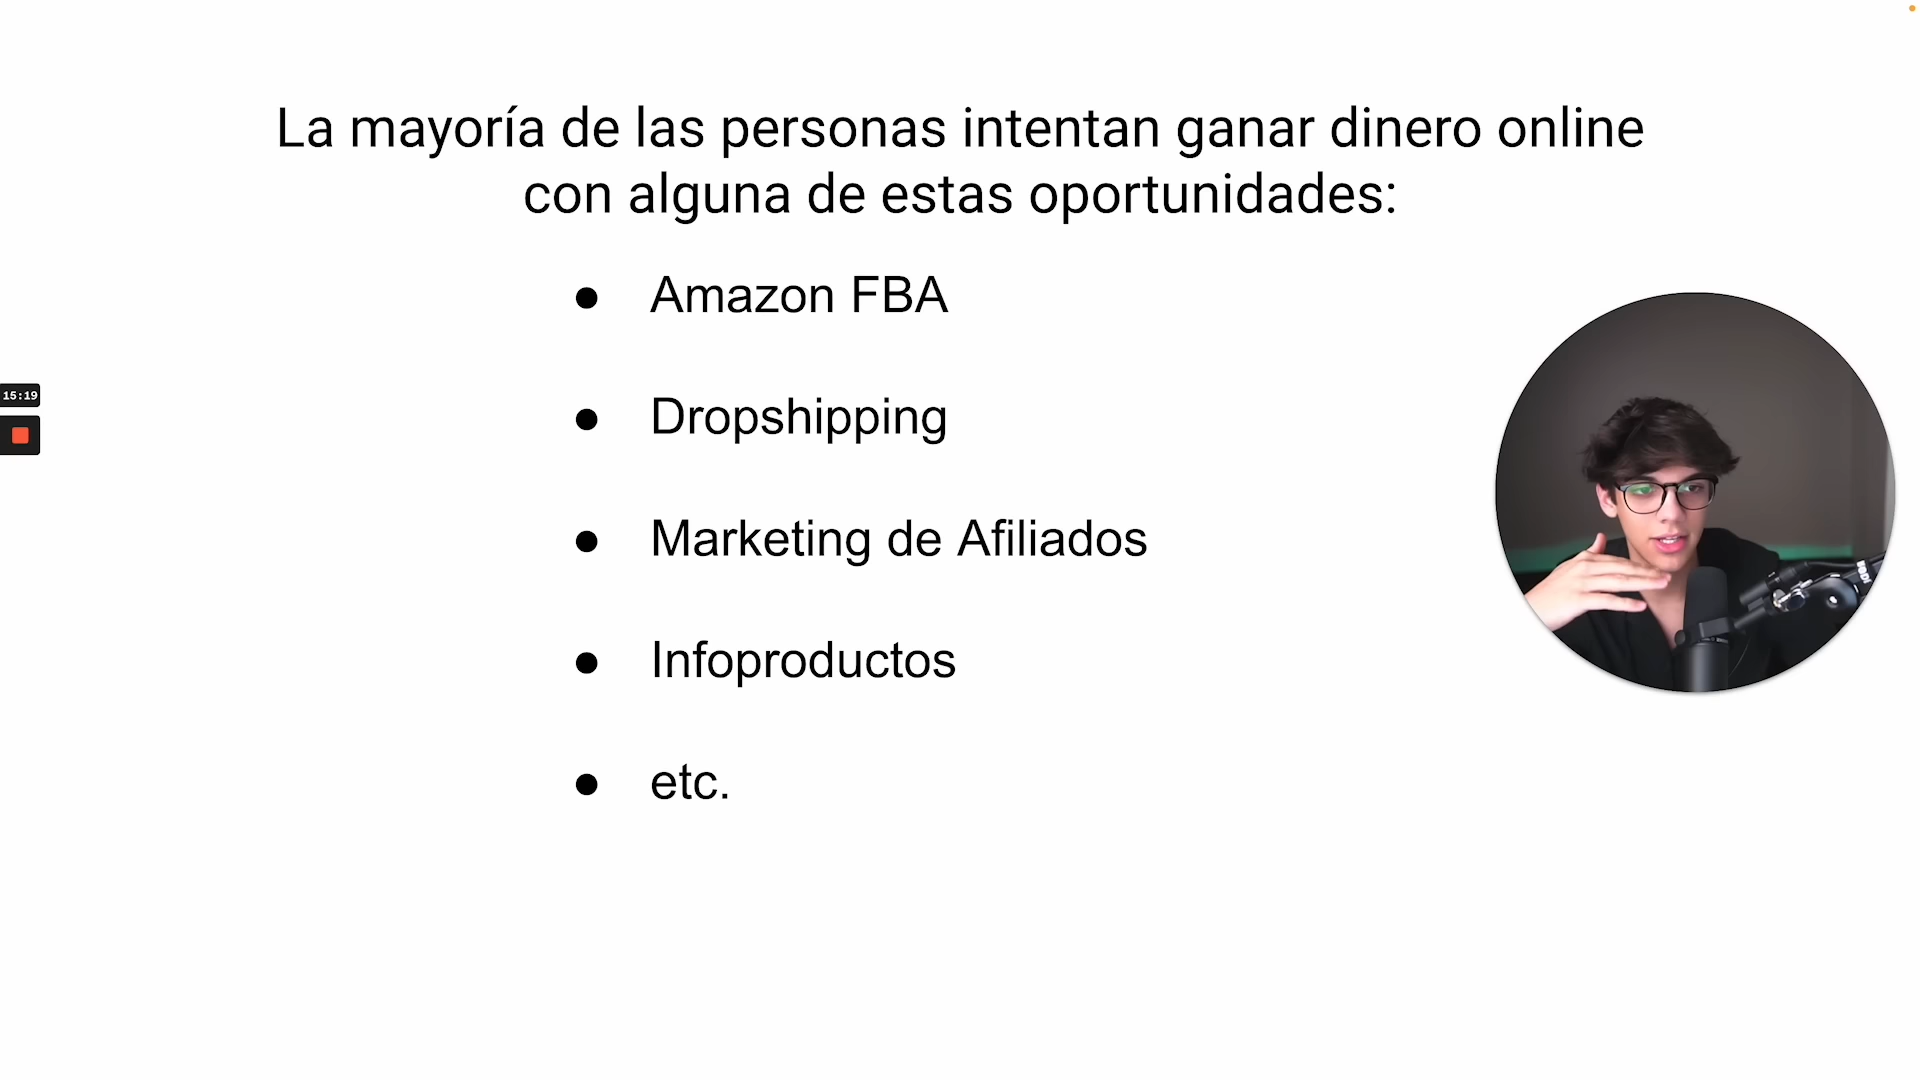 La mayoría de las personas intentan ganar dinero online
con alguna de estas oportunidades:
● Amazon FBA
● Dropshipping
● Marketing de Afiliados
● Infoproductos
● etc.
15:19